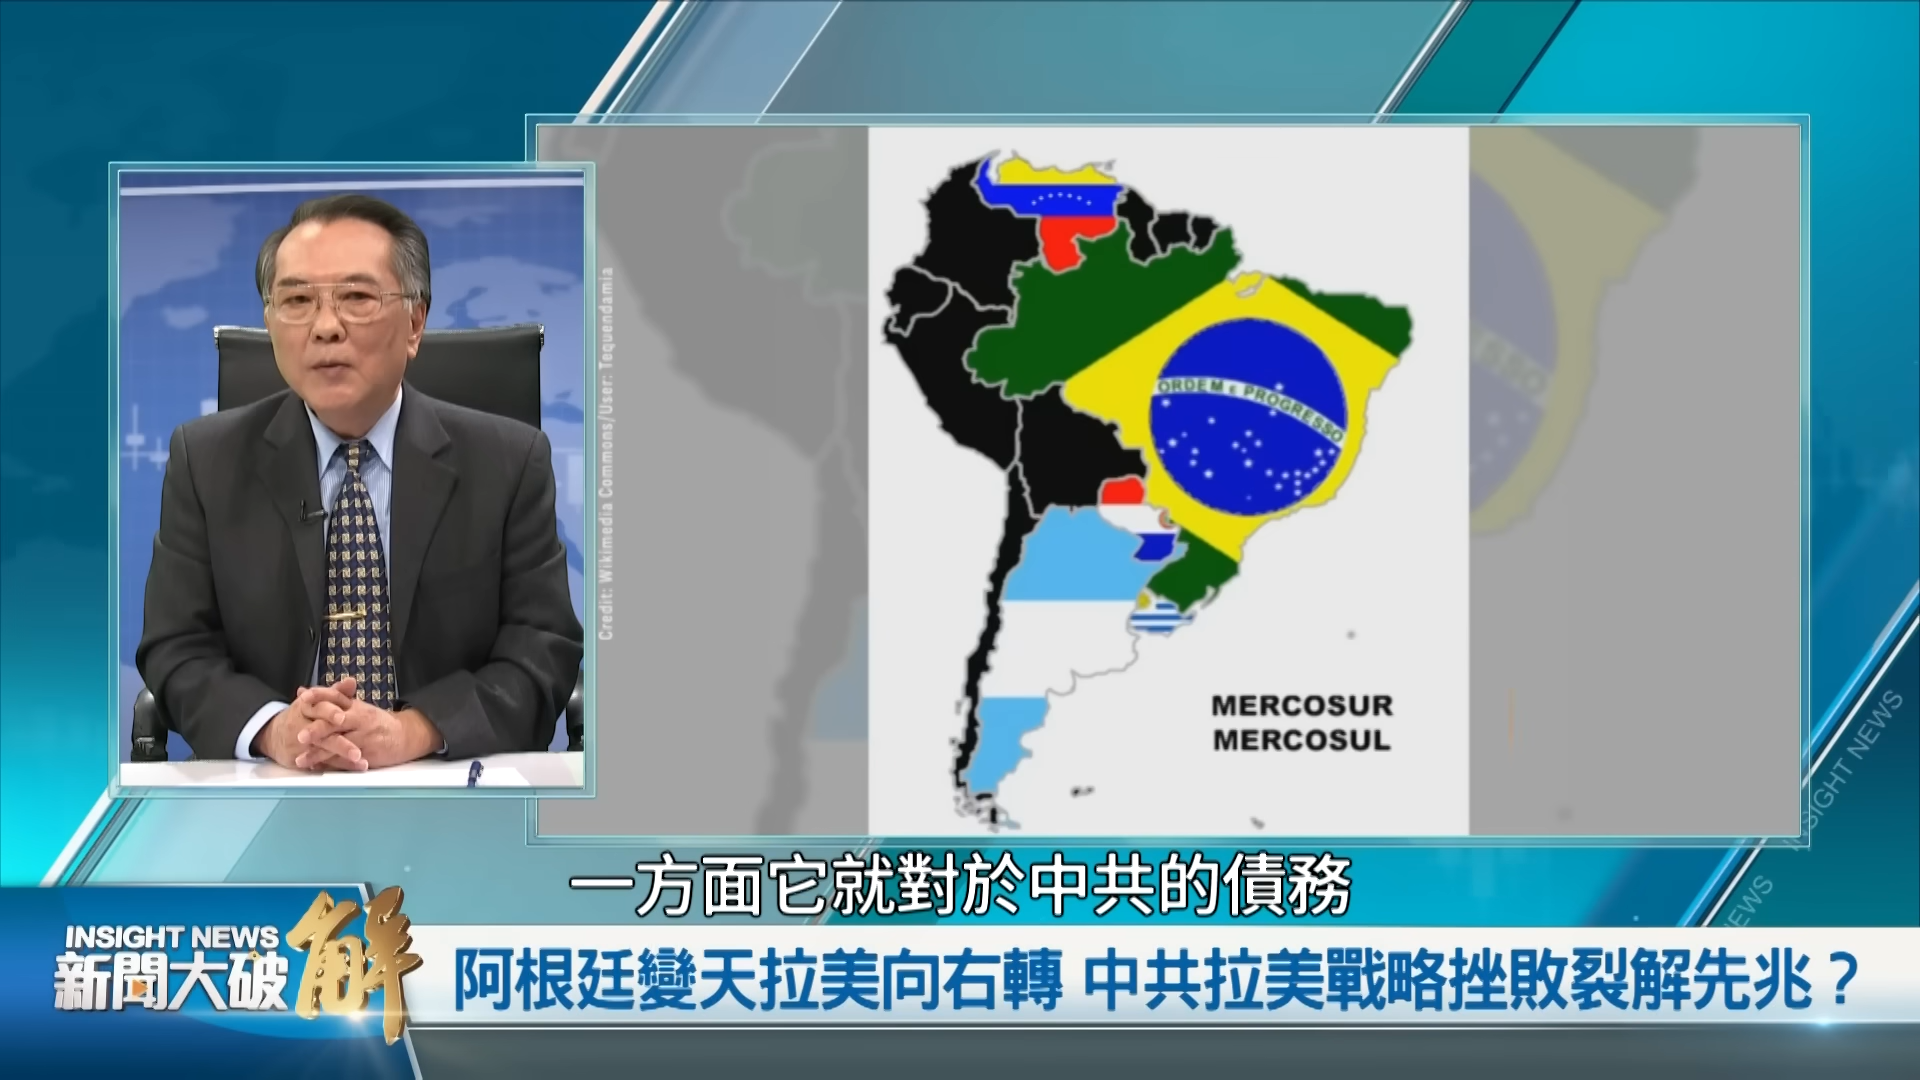 Credit: Wikimedia Commons/User: Tequendamia
ORDEM E PROGRESSO
MERCOSUR
MERCOSUL
INSIGHT NEWS
一方面它就對於中共的債務
INSIGHT NEWS
新聞大破解
阿根廷變天拉美向右轉 中共拉美戰略挫敗裂解先兆？